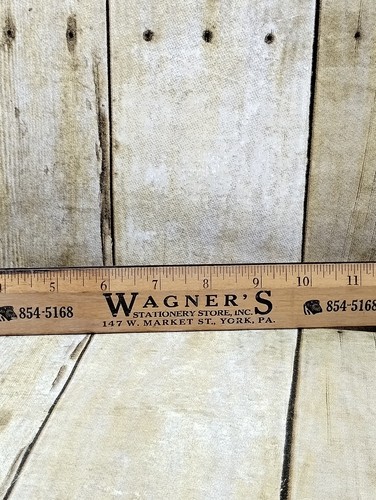 5 6 7 8 9 10 11
854-5168 WAGNER'S 854-5168
STATIONERY STORE, INC.
147 W. MARKET ST., YORK, PA.